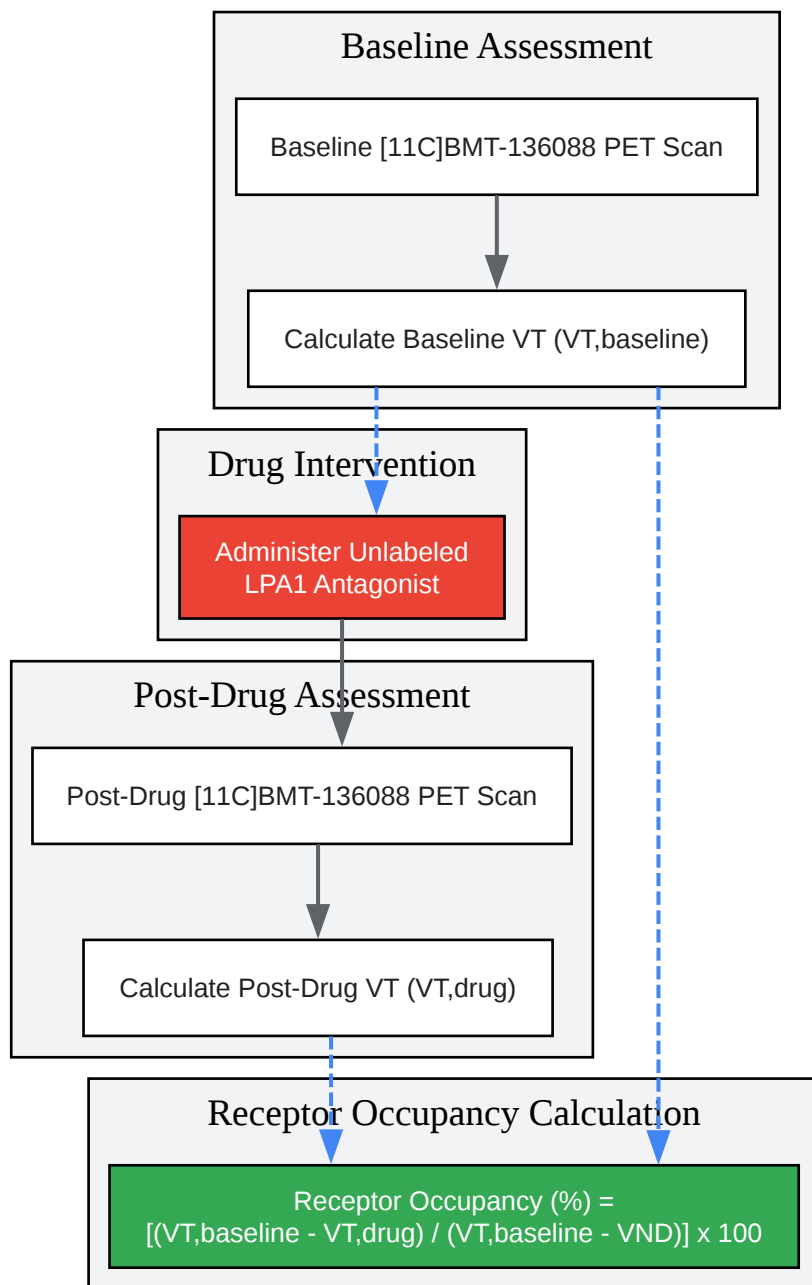 Baseline Assessment
Baseline [11C]BMT-136088 PET Scan
Calculate Baseline VT (VT,baseline)
Drug Intervention
Administer Unlabeled
LPA1 Antagonist
Post-Drug Assessment
Post-Drug [11C]BMT-136088 PET Scan
Calculate Post-Drug VT (VT,drug)
Receptor Occupancy Calculation
Receptor Occupancy (%) =
[(VT,baseline - VT,drug) / (VT,baseline - VND)] x 100